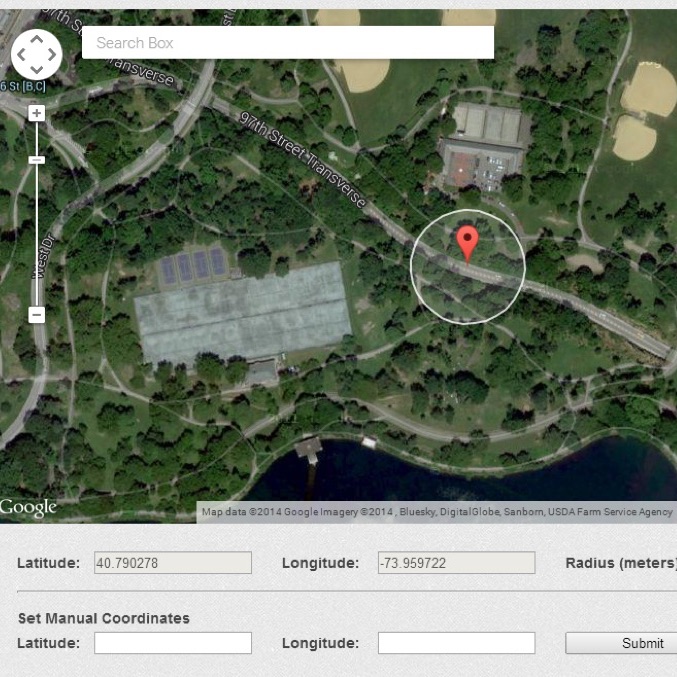 Search Box
Transverse
6 St [B,C]
97th Street Transverse
West Dr
Google
Map data ©2014 Google Imagery ©2014 , Bluesky, DigitalGlobe, Sanborn, USDA Farm Service Agency
Latitude: 40.790278 Longitude: -73.959722 Radius (meters)
Set Manual Coordinates
Latitude: Longitude: Submit